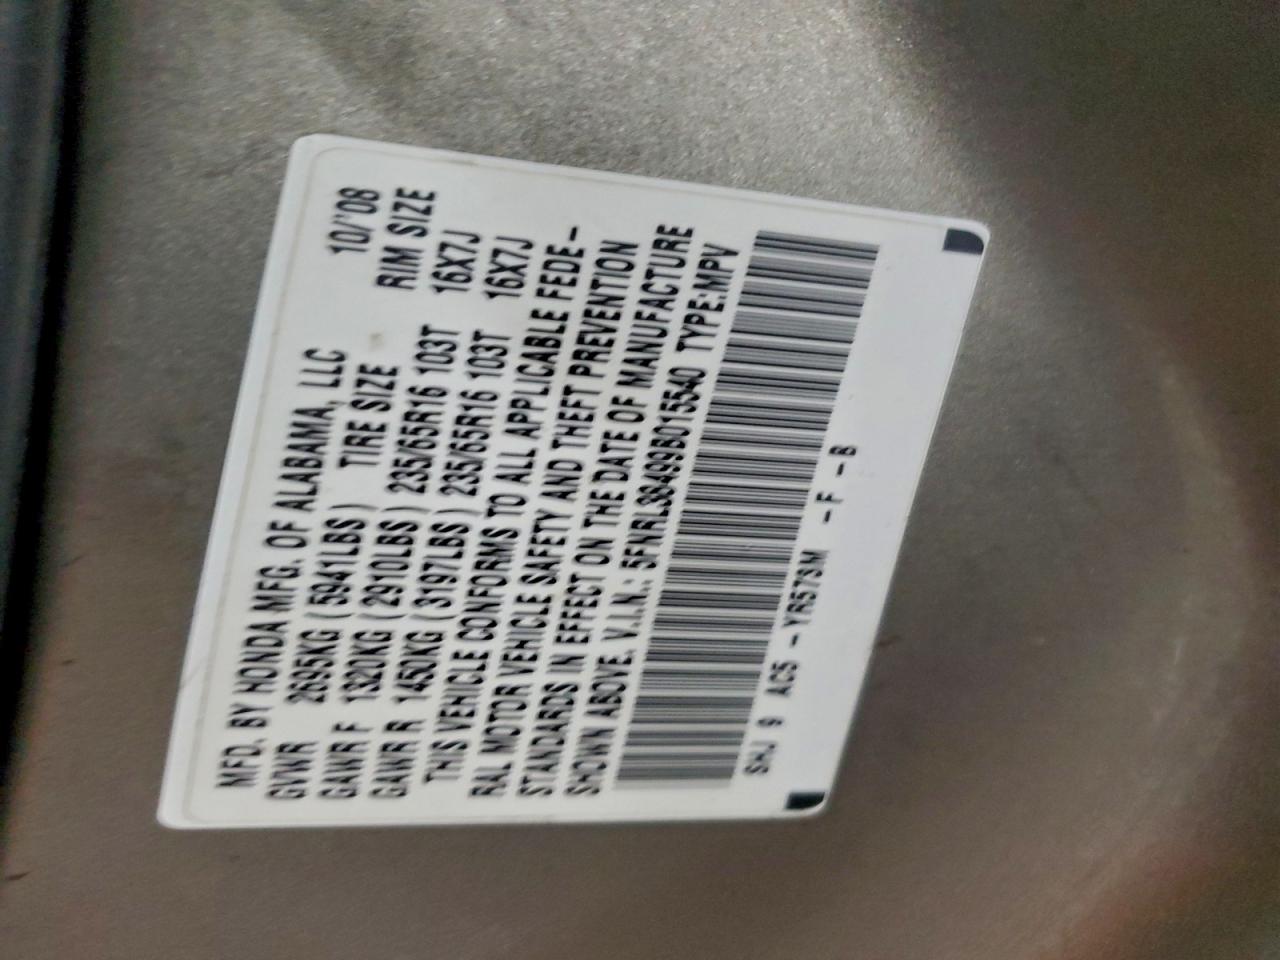 MFD. BY HONDA MFG. OF ALABAMA, LLC 10/'08
GVWR 2695KG (5941LBS) TIRE SIZE RIM SIZE
GAWR F 1320KG (2910LBS) 235/65R16 103T 16X7J
GAWR R 1450KG (3197LBS) 235/65R16 103T 16X7J
THIS VEHICLE CONFORMS TO ALL APPLICABLE FEDE-
RAL MOTOR VEHICLE SAFETY AND THEFT PREVENTION
STANDARDS IN EFFECT ON THE DATE OF MANUFACTURE
SHOWN ABOVE. V.I.N.: 5FNRL38499B015540 TYPE:MPV
SHJ 9 AC5 - YR573M - F - B